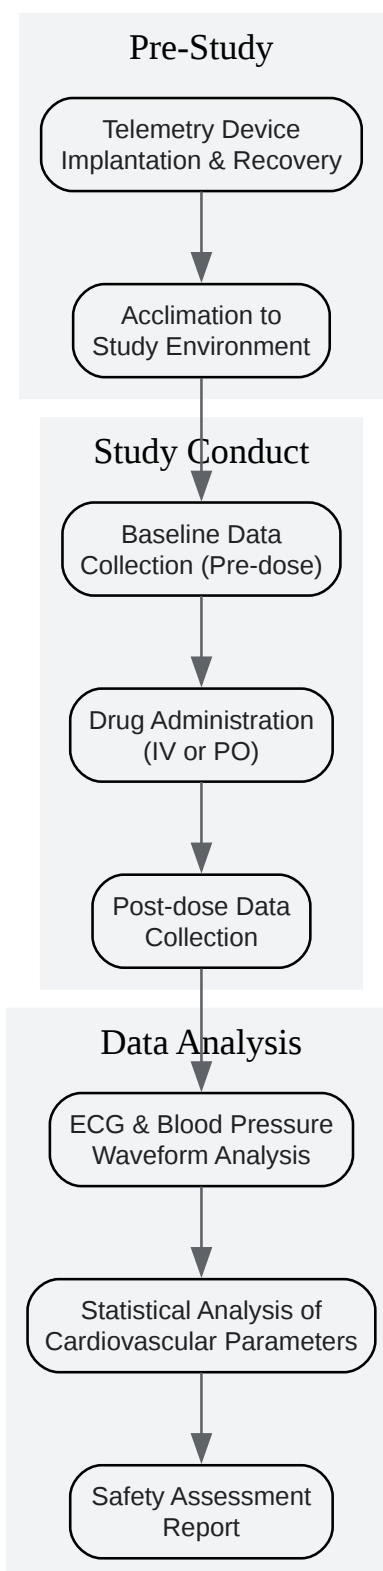 Pre-Study
Telemetry Device
Implantation & Recovery
Acclimation to
Study Environment
Study Conduct
Baseline Data
Collection (Pre-dose)
Drug Administration
(IV or PO)
Post-dose Data
Collection
Data Analysis
ECG & Blood Pressure
Waveform Analysis
Statistical Analysis of
Cardiovascular Parameters
Safety Assessment
Report